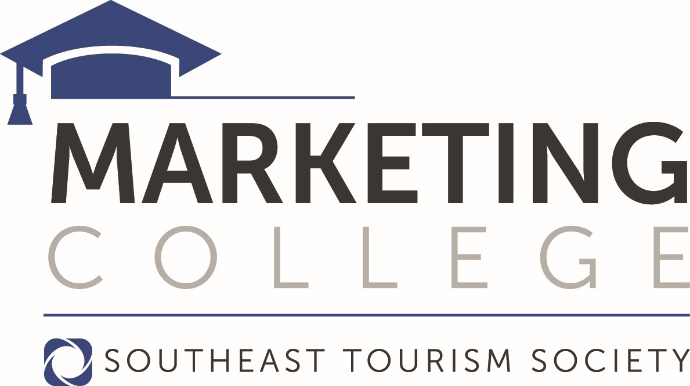 MARKETING
COLLEGE
SOUTHEAST TOURISM SOCIETY